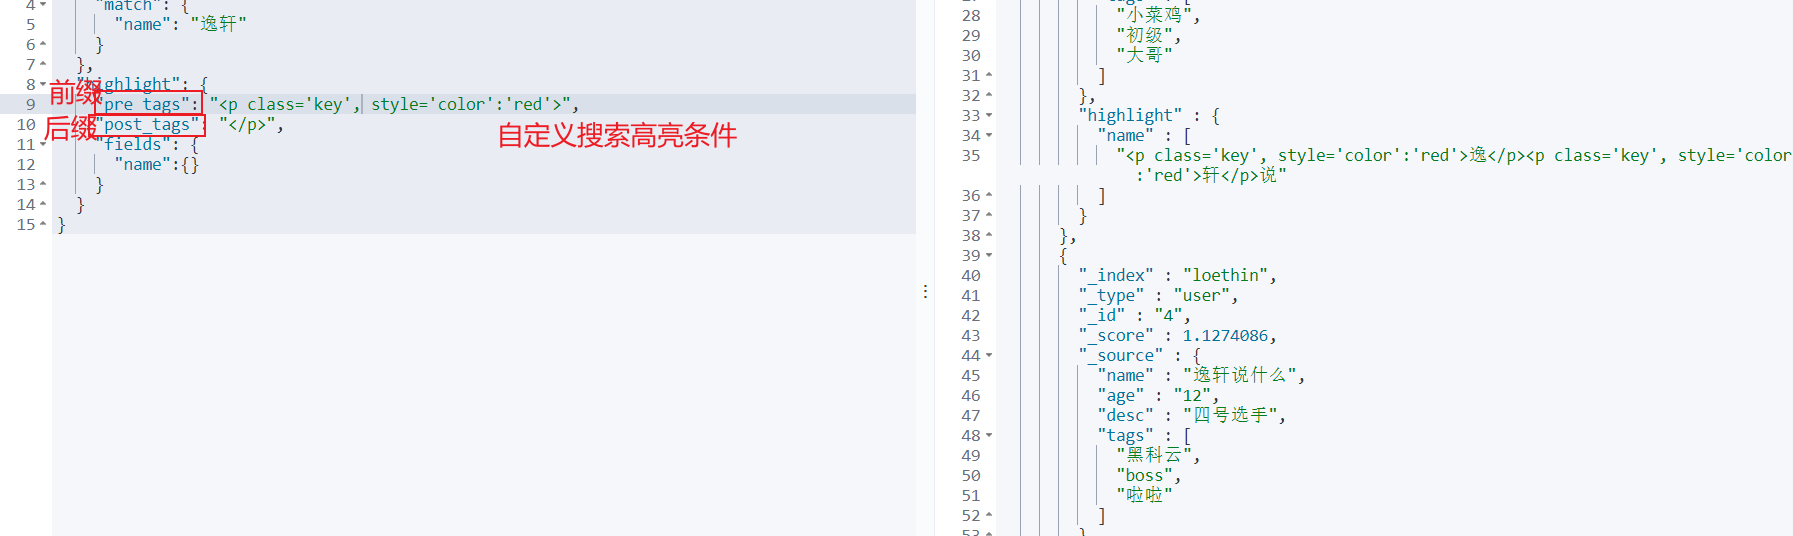 4 "match": {
5 "name": "逸轩"
6 }
7 },
8 "highlight": {
前缀
9 "pre_tags": "<p class='key', style='color':'red'>",
10 "post_tags": "</p>",
后缀
自定义搜索高亮条件
11 "fields": {
12 "name":{}
13 }
14 }
15 }
28 "小菜鸡",
29 "初级",
30 "大哥"
31 ]
32 },
33 "highlight" : {
34 "name" : [
35 "<p class='key', style='color':'red'>逸</p><p class='key', style='color
:'red'>轩</p>说"
36 ]
37 }
38 },
39 {
40 "_index" : "loethin",
41 "_type" : "user",
42 "_id" : "4",
43 "_score" : 1.1274086,
44 "_source" : {
45 "name" : "逸轩说什么",
46 "age" : "12",
47 "desc" : "四号选手",
48 "tags" : [
49 "黑科云",
50 "boss",
51 "啦啦"
52 ]
53 }